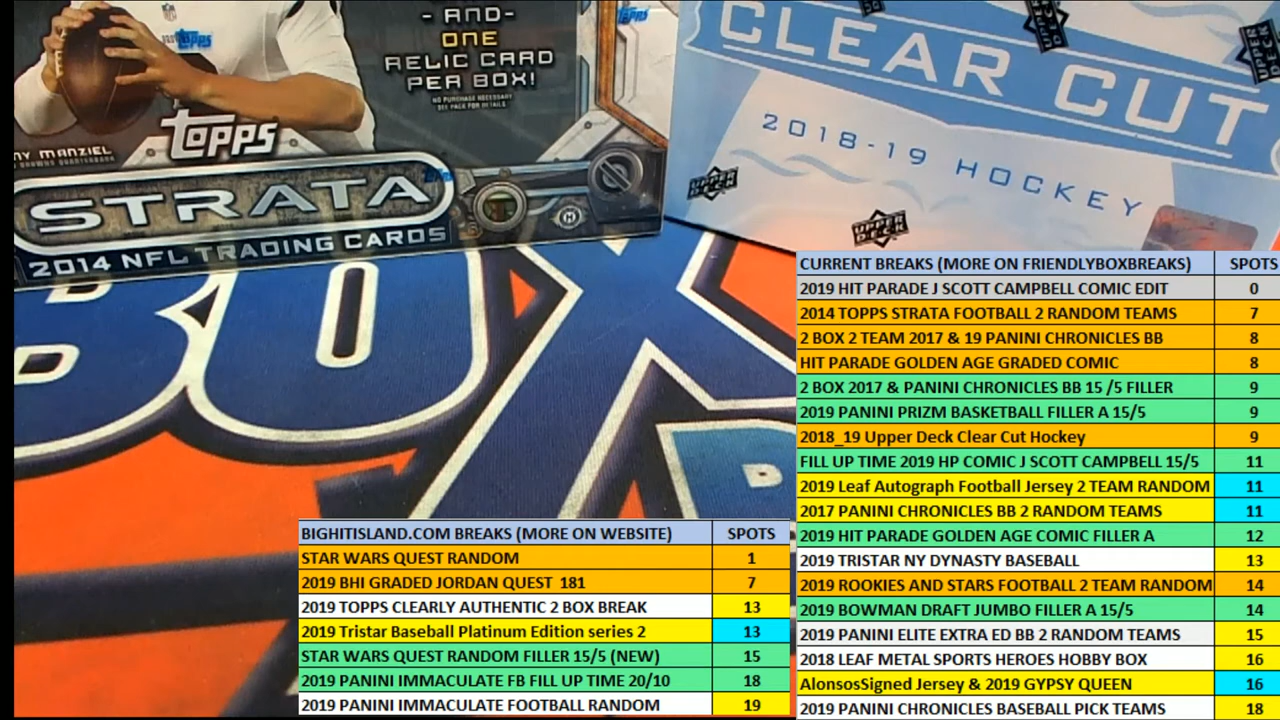 - AND-
ONE
RELIC CARD
PER BOX!
NO PURCHASE NECESSARY
SEE PACK FOR DETAILS
topps
NY MANZIEL
STRATA
2014 NFL TRADING CARDS
CLEAR CUT
2018-19 HOCKEY
UPPER DECK
UPPER DECK
BOX
CURRENT BREAKS (MORE ON FRIENDLYBOXBREAKS) SPOTS
2019 HIT PARADE J SCOTT CAMPBELL COMIC EDIT 0
2014 TOPPS STRATA FOOTBALL 2 RANDOM TEAMS 7
2 BOX 2 TEAM 2017 & 19 PANINI CHRONICLES BB 8
HIT PARADE GOLDEN AGE GRADED COMIC 8
2 BOX 2017 & PANINI CHRONICLES BB 15 /5 FILLER 9
2019 PANINI PRIZM BASKETBALL FILLER A 15/5 9
2018_19 Upper Deck Clear Cut Hockey 9
FILL UP TIME 2019 HP COMIC J SCOTT CAMPBELL 15/5 11
2019 Leaf Autograph Football Jersey 2 TEAM RANDOM 11
2017 PANINI CHRONICLES BB 2 RANDOM TEAMS 11
2019 HIT PARADE GOLDEN AGE COMIC FILLER A 12
2019 TRISTAR NY DYNASTY BASEBALL 13
2019 ROOKIES AND STARS FOOTBALL 2 TEAM RANDOM 14
2019 BOWMAN DRAFT JUMBO FILLER A 15/5 14
2019 PANINI ELITE EXTRA ED BB 2 RANDOM TEAMS 15
2018 LEAF METAL SPORTS HEROES HOBBY BOX 16
AlonsosSigned Jersey & 2019 GYPSY QUEEN 16
2019 PANINI CHRONICLES BASEBALL PICK TEAMS 18
BIGHITISLAND.COM BREAKS (MORE ON WEBSITE) SPOTS
STAR WARS QUEST RANDOM 1
2019 BHI GRADED JORDAN QUEST 181 7
2019 TOPPS CLEARLY AUTHENTIC 2 BOX BREAK 13
2019 Tristar Baseball Platinum Edition series 2 13
STAR WARS QUEST RANDOM FILLER 15/5 (NEW) 15
2019 PANINI IMMACULATE FB FILL UP TIME 20/10 18
2019 PANINI IMMACULATE FOOTBALL RANDOM 19